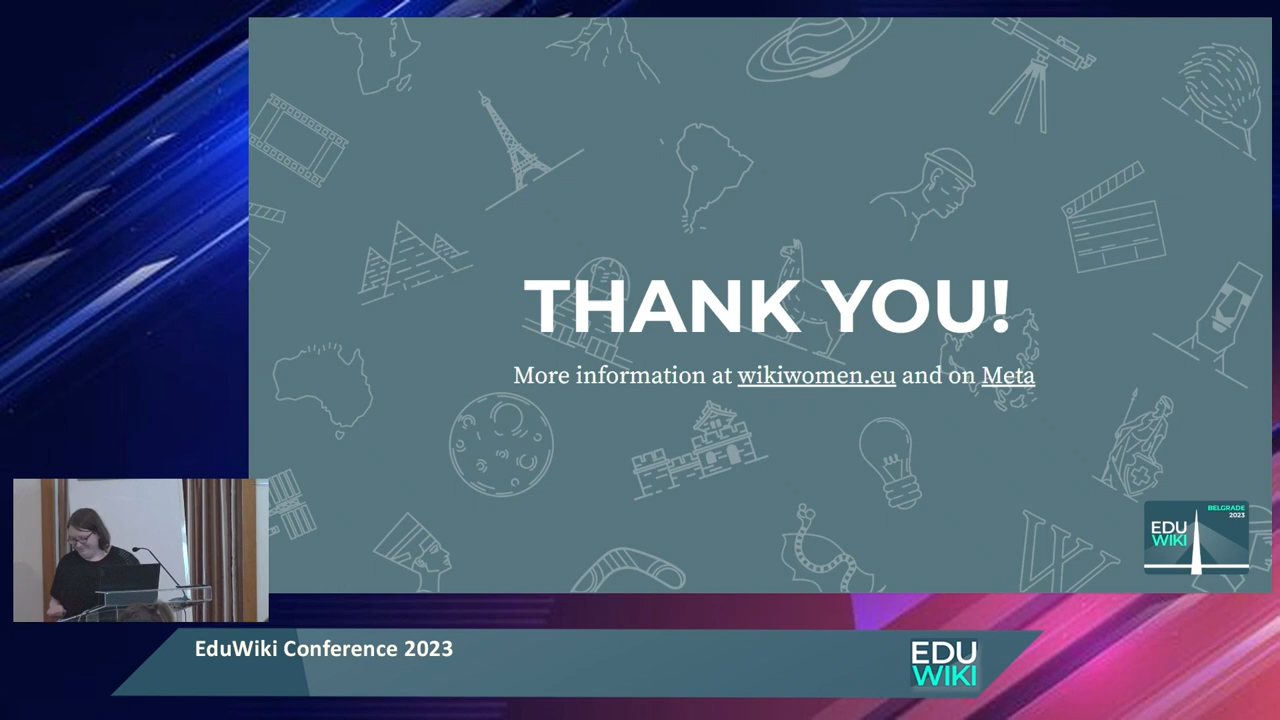 THANK YOU!
More information at wikiwomen.eu and on Meta
BELGRADE
2023
EDU
WIKI
EduWiki Conference 2023
EDU
WIKI